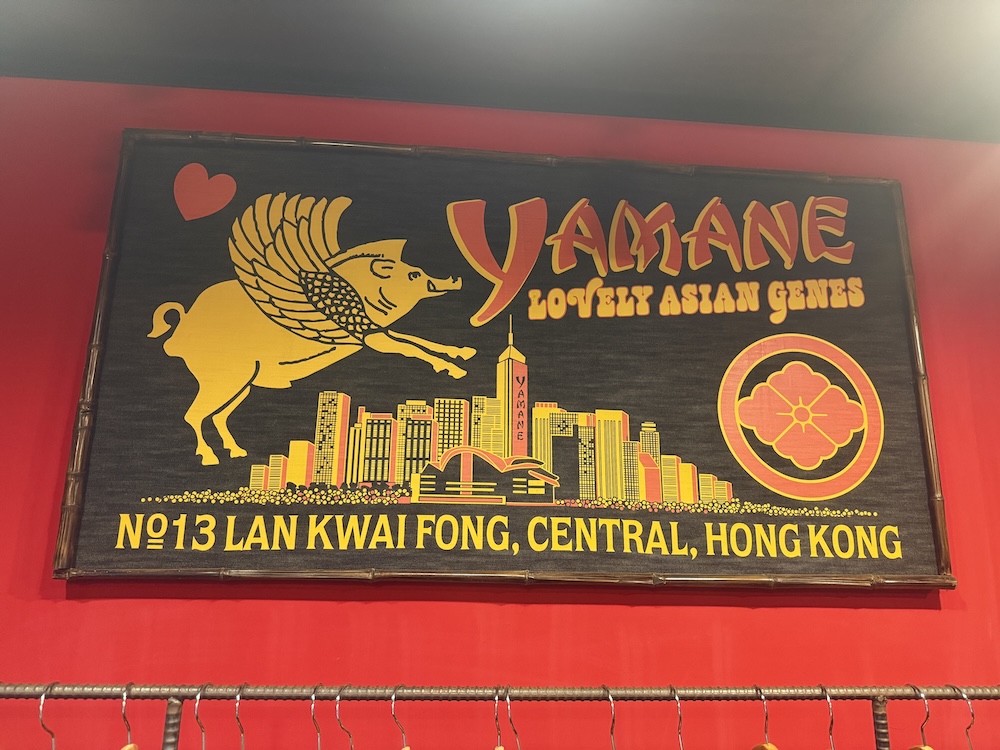 YAMANE
LOVELY ASIAN GENES
YAMANE
Nº13 LAN KWAI FONG, CENTRAL, HONG KONG